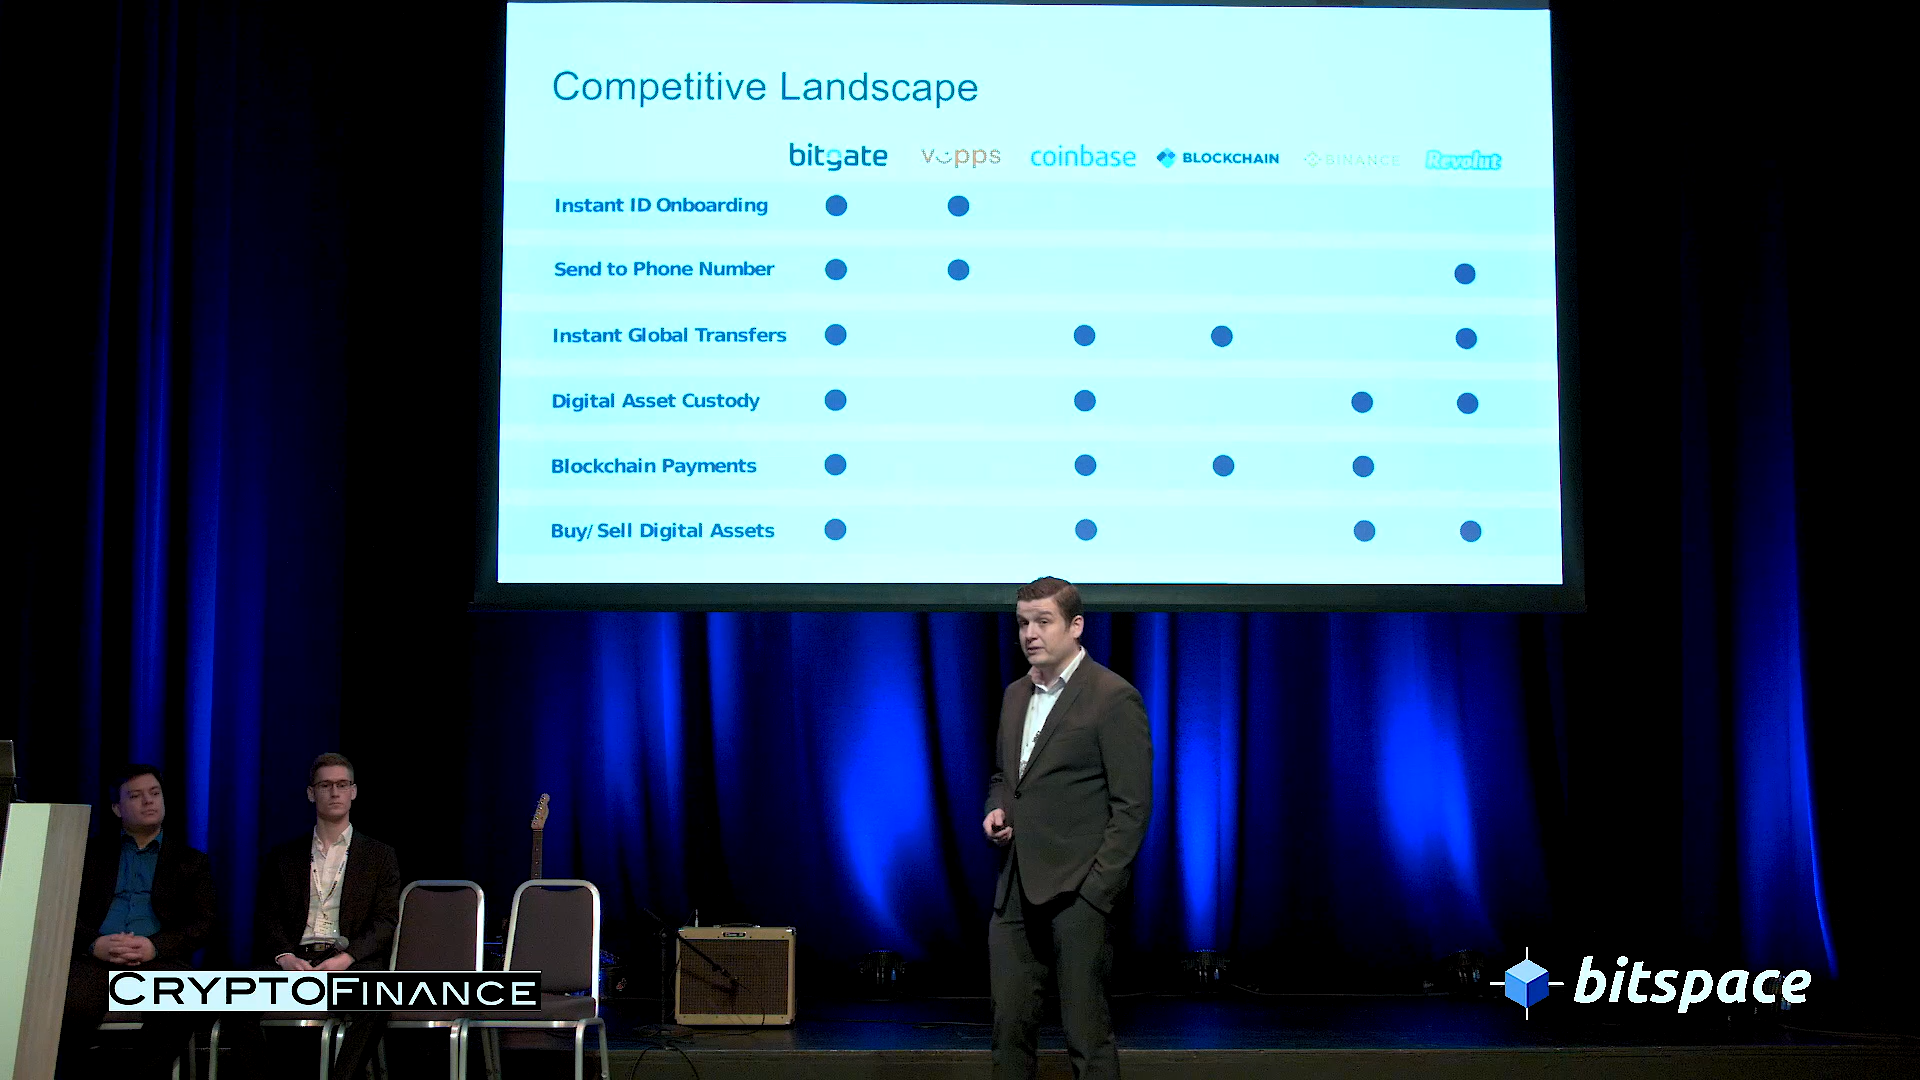 Competitive Landscape
bitgate vipps coinbase BLOCKCHAIN BINANCE Revolut
Instant ID Onboarding
Send to Phone Number
Instant Global Transfers
Digital Asset Custody
Blockchain Payments
Buy/ Sell Digital Assets
CRYPTOFINANCE
bitspace